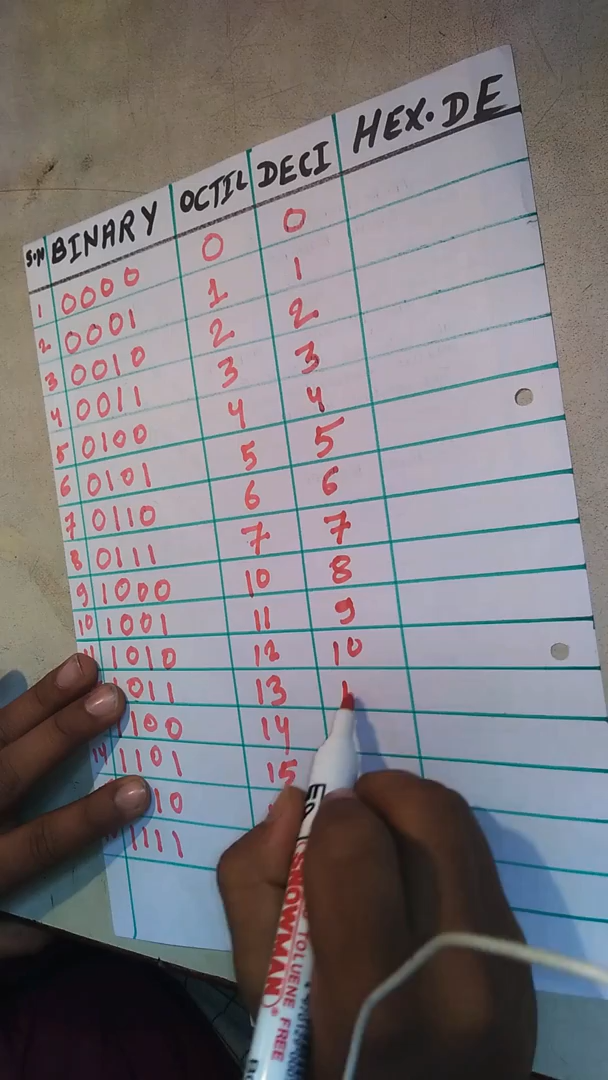 S.N BINARY OCTIL DECI HEX.DE
1 0000 0 0
2 0001 1 1
3 0010 2 2
4 0011 3 3
5 0100 4 4
6 0101 5 5
7 0110 6 6
8 0111 7 7
9 1000 10 8
10 1001 11 9
1010 12 10
1011 13 1
1100 14
14 1101 15
10
1111
SNOWMAN
TOLUENE FREE